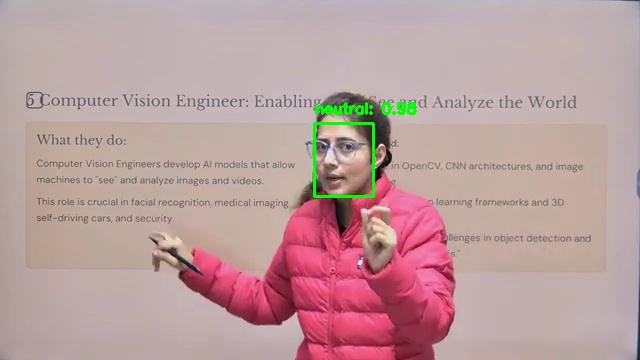 5 Computer Vision Engineer: Enabling See and Analyze the World
neutral: 0.98
What they do:
Computer Vision Engineers develop AI models that allow
machines to "see" and analyze images and videos.
This role is crucial in facial recognition, medical imaging,
self-driving cars, and security.
in OpenCV, CNN architectures, and image
learning frameworks and 3D
in object detection and